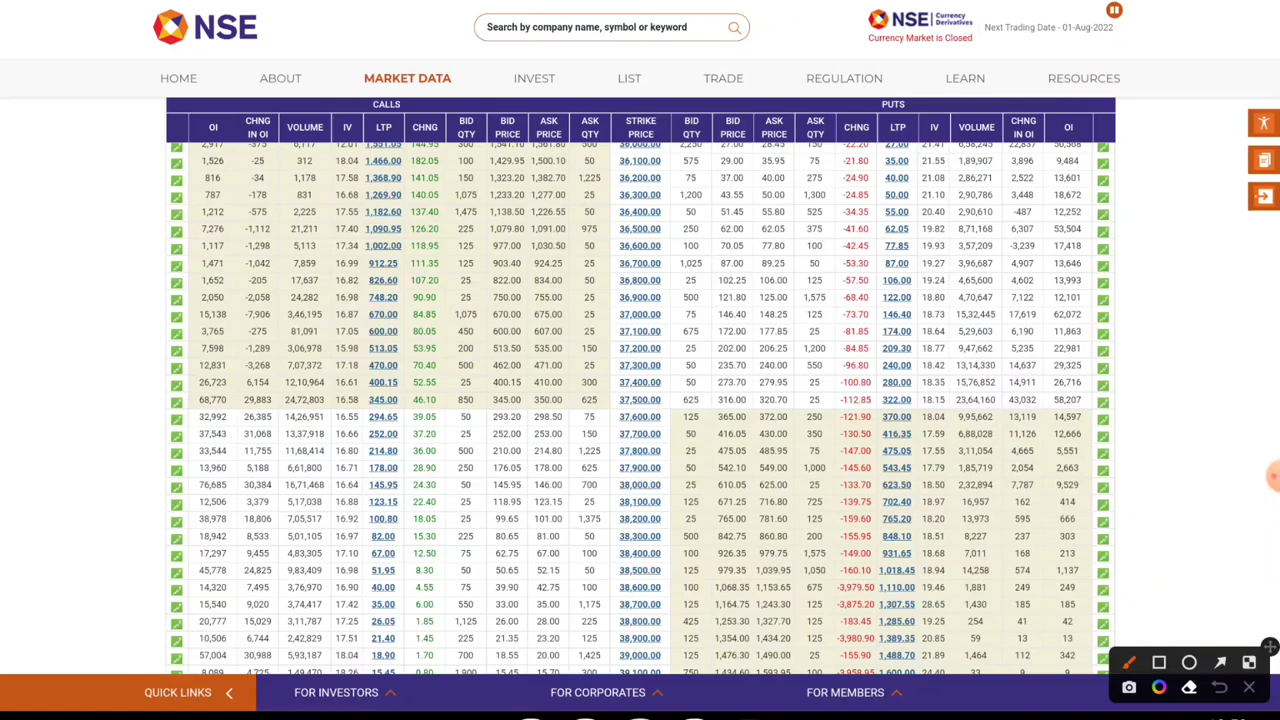 NSE
Search by company name, symbol or keyword
NSE Currency Derivatives
Currency Market is Closed
Next Trading Date - 01-Aug-2022
HOME ABOUT MARKET DATA INVEST LIST TRADE REGULATION LEARN RESOURCES
CALLS PUTS
OI CHNG IN OI VOLUME IV LTP CHNG BID QTY BID PRICE ASK PRICE ASK QTY STRIKE PRICE BID QTY BID PRICE ASK PRICE ASK QTY CHNG LTP IV VOLUME CHNG IN OI OI
2,917 -375 6,117 12.01 1,551.05 144.95 1,541.10 1,561.80 500 36,000.00 2,250 27.00 28.45 150 -22.20 27.00 21.41 6,58,245 22,837 50,568
1,526 -25 312 18.04 1,466.00 182.05 100 1,429.95 1,500.10 50 36,100.00 575 29.00 35.95 75 -21.80 35.00 21.55 1,89,907 3,896 9,484
816 -34 1,178 17.58 1,368.90 141.05 150 1,323.20 1,382.70 1,225 36,200.00 75 37.00 40.00 275 -24.90 40.00 21.08 2,86,271 2,522 13,601
787 -178 831 16.68 1,269.90 140.05 1,075 1,233.20 1,277.00 25 36,300.00 1,200 43.55 50.00 1,300 -24.85 50.00 21.10 2,90,786 3,448 18,672
1,212 -575 2,225 17.55 1,182.60 137.40 1,475 1,138.50 1,226.55 50 36,400.00 50 51.45 55.80 525 -34.35 55.00 20.40 2,90,610 -487 12,252
7,276 -1,112 21,211 17.40 1,090.95 126.20 225 1,079.80 1,091.00 975 36,500.00 250 62.00 62.05 375 -41.60 62.05 19.82 8,71,168 6,307 53,504
1,117 -1,298 5,113 17.34 1,002.00 118.95 125 977.00 1,030.50 50 36,600.00 100 70.05 77.80 100 -42.45 77.85 19.93 3,57,209 -3,239 17,418
1,471 -1,042 7,859 16.99 912.25 111.35 125 903.40 924.25 25 36,700.00 1,025 87.00 89.25 50 -53.30 87.00 19.27 3,96,687 4,907 13,646
1,652 -205 17,637 16.82 826.60 107.20 25 822.00 834.00 25 36,800.00 25 102.25 106.00 125 -57.50 106.00 19.24 4,65,600 4,602 13,993
2,050 -2,058 24,282 16.98 748.20 90.90 25 750.00 755.00 25 36,900.00 500 121.80 125.00 1,575 -68.40 122.00 18.80 4,70,647 7,122 12,101
15,138 -7,906 3,46,195 16.87 670.00 84.85 1,075 670.00 675.00 25 37,000.00 75 146.40 148.25 125 -73.70 146.40 18.73 15,32,445 17,619 62,072
3,765 -275 81,091 17.05 600.00 80.05 450 600.00 607.00 25 37,100.00 675 172.00 177.85 25 -81.85 174.00 18.64 5,29,603 6,190 11,863
7,598 -1,289 3,06,978 15.98 513.05 73.95 200 513.50 535.00 150 37,200.00 25 202.00 206.25 1,200 -84.85 209.30 18.77 9,47,662 5,235 22,981
12,831 -3,268 7,07,372 17.18 470.00 70.40 500 462.00 471.00 25 37,300.00 50 235.70 240.00 550 -96.80 240.00 18.42 13,14,330 14,637 29,325
26,723 6,154 12,10,964 16.61 400.15 52.55 25 400.15 410.00 300 37,400.00 50 273.70 279.95 25 -100.80 280.00 18.35 15,76,852 14,911 26,716
68,770 29,883 24,72,803 16.58 345.00 46.10 850 345.00 350.00 625 37,500.00 625 316.00 320.70 25 -112.85 322.00 18.15 23,64,160 43,032 58,207
32,992 26,385 14,26,951 16.55 294.65 39.05 50 293.20 298.50 75 37,600.00 125 365.00 372.00 250 -121.90 370.00 18.04 9,95,662 13,119 14,597
37,543 31,068 13,37,918 16.66 252.00 37.20 25 252.00 253.00 150 37,700.00 50 416.05 430.00 350 -130.50 416.35 17.59 6,88,028 11,126 12,666
33,544 11,755 11,68,414 16.80 214.80 36.00 500 210.00 214.80 1,225 37,800.00 25 475.05 485.95 75 -147.00 475.05 17.55 3,11,054 4,665 5,551
13,960 5,188 6,61,800 16.71 178.00 28.90 250 176.05 178.00 625 37,900.00 50 542.10 549.00 1,000 -145.60 543.45 17.79 1,85,719 2,054 2,663
76,685 30,384 16,71,468 16.64 145.95 24.30 50 145.95 146.00 700 38,000.00 25 610.05 625.00 25 -133.70 623.50 18.50 2,32,894 7,787 9,529
12,506 3,379 5,17,038 16.88 123.15 22.40 25 118.95 123.15 25 38,100.00 125 671.25 716.80 125 -139.75 702.40 18.97 16,957 162 414
38,978 18,806 7,05,517 16.92 100.80 18.05 25 99.65 101.00 1,375 38,200.00 25 765.00 781.60 125 -159.60 765.20 18.20 13,973 595 666
18,942 8,533 5,01,105 16.97 82.00 15.30 225 80.65 81.00 50 38,300.00 500 842.75 860.80 200 -155.95 848.10 18.51 8,227 237 303
17,297 9,455 4,83,305 17.10 67.00 12.50 75 62.75 67.00 100 38,400.00 100 926.35 979.75 1,575 -149.00 931.65 18.68 7,011 168 213
45,778 24,825 9,83,409 16.98 51.95 8.30 50 50.65 52.15 50 38,500.00 125 979.35 1,039.95 1,050 -160.10 1,018.45 18.94 14,258 574 1,137
14,320 7,495 3,76,970 16.90 40.00 4.55 75 39.90 42.75 100 38,600.00 100 1,068.35 1,153.65 675 -3,979.50 1,110.00 19.46 1,881 249 249
15,540 9,020 3,74,417 17.42 35.00 6.00 550 33.00 35.00 1,175 38,700.00 125 1,164.75 1,243.30 125 -3,875.20 1,307.55 28.65 1,430 185 185
20,777 15,029 3,11,787 17.25 26.05 1.85 1,125 26.00 28.00 225 38,800.00 425 1,253.30 1,327.70 125 -183.45 1,285.60 19.25 254 41 42
10,506 6,744 2,42,829 17.51 21.40 1.45 225 21.35 23.20 125 38,900.00 125 1,354.00 1,434.20 125 -3,980.90 1,389.35 20.85 59 13 13
57,004 30,988 5,93,187 18.04 18.90 1.70 700 18.55 20.00 1,425 39,000.00 125 1,476.30 1,490.00 25 -155.90 1,488.70 21.89 1,464 112 342
QUICK LINKS FOR INVESTORS FOR CORPORATES FOR MEMBERS